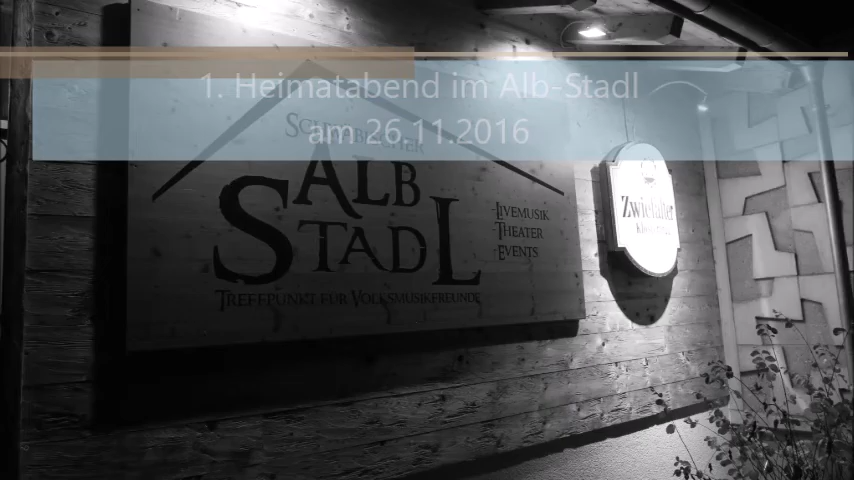 1. Heimatabend im Alb-Stadl
am 26.11.2016
ALB
STADL
-LIVEMUSIK
-THEATER
-EVENTS
TREFFPUNKT FÜR VOLKSMUSIKFREUNDE
Zwiefalter